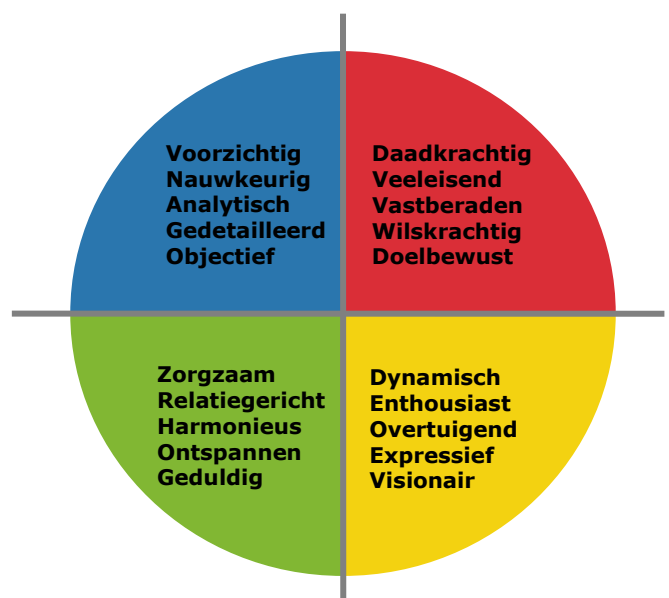 Voorzichtig
Nauwkeurig
Analytisch
Gedetailleerd
Objectief
Daadkrachtig
Veeleisend
Vastberaden
Wilskrachtig
Doelbewust
Zorgzaam
Relatiegericht
Harmonieus
Ontspannen
Geduldig
Dynamisch
Enthousiast
Overtuigend
Expressief
Visionair